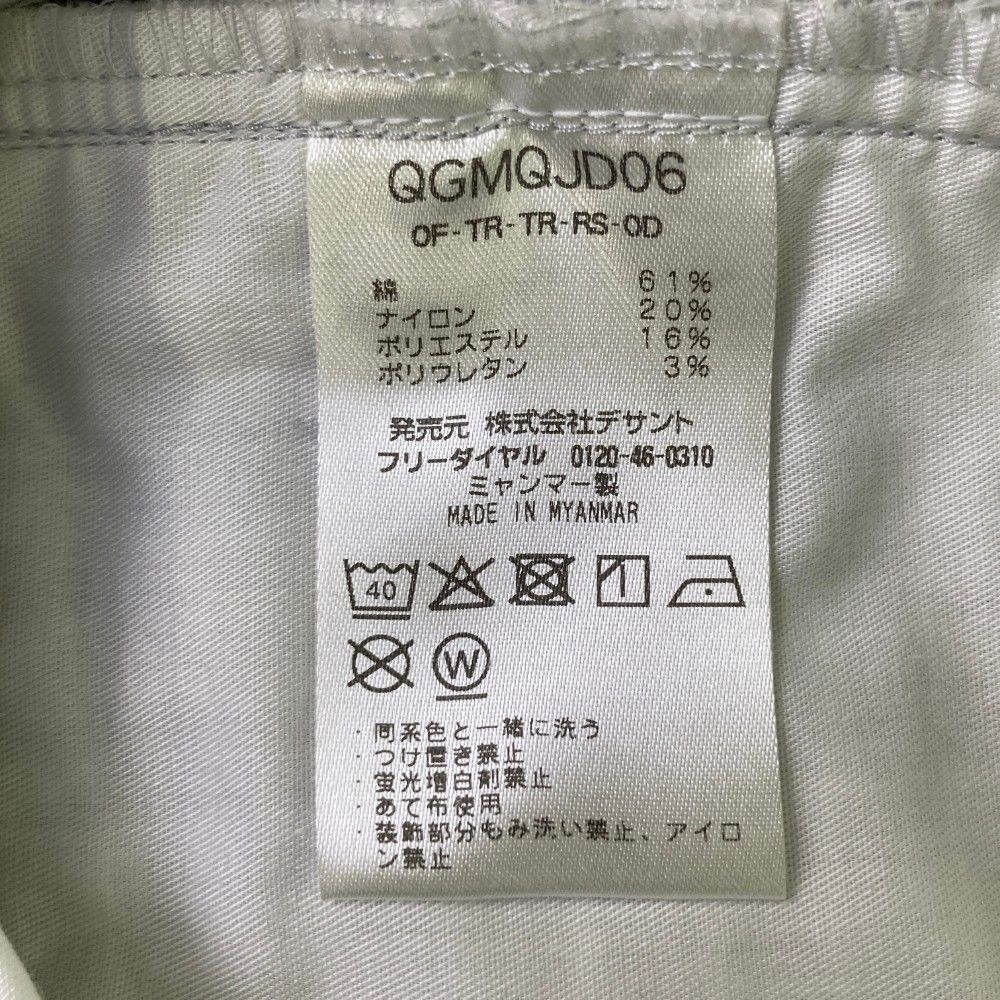 QGMQJD06
OF-TR-TR-RS-OD
綿 61%
ナイロン 20%
ポリエステル 16%
ポリウレタン 3%
発売元 株式会社デサント
フリーダイヤル 0120-46-0310
ミャンマー製
MADE IN MYANMAR
40
W
・同系色と一緒に洗う
・つけ置き禁止
・蛍光増白剤禁止
・あて布使用
・装飾部分もみ洗い禁止、アイロ
ン禁止